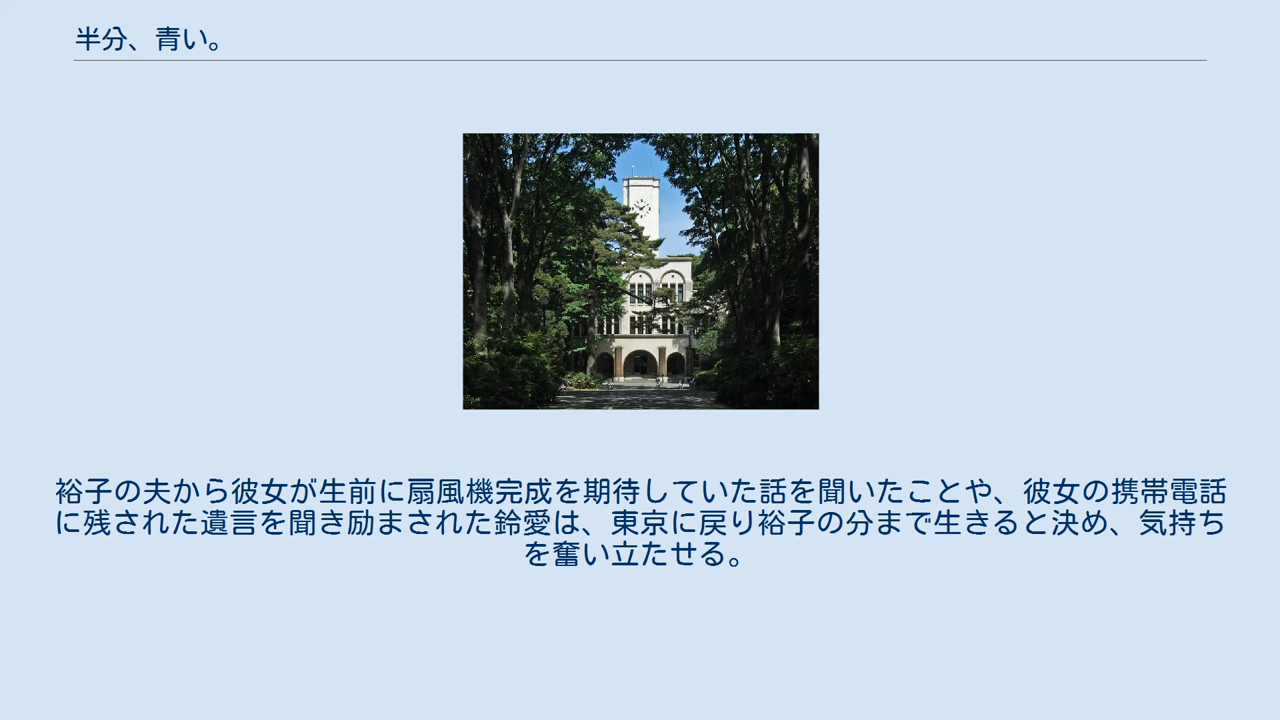 半分、青い。
裕子の夫から彼女が生前に扇風機完成を期待していた話を聞いたことや、彼女の携帯電話
に残された遺言を聞き励まされた鈴愛は、東京に戻り裕子の分まで生きると決め、気持ち
を奮い立たせる。